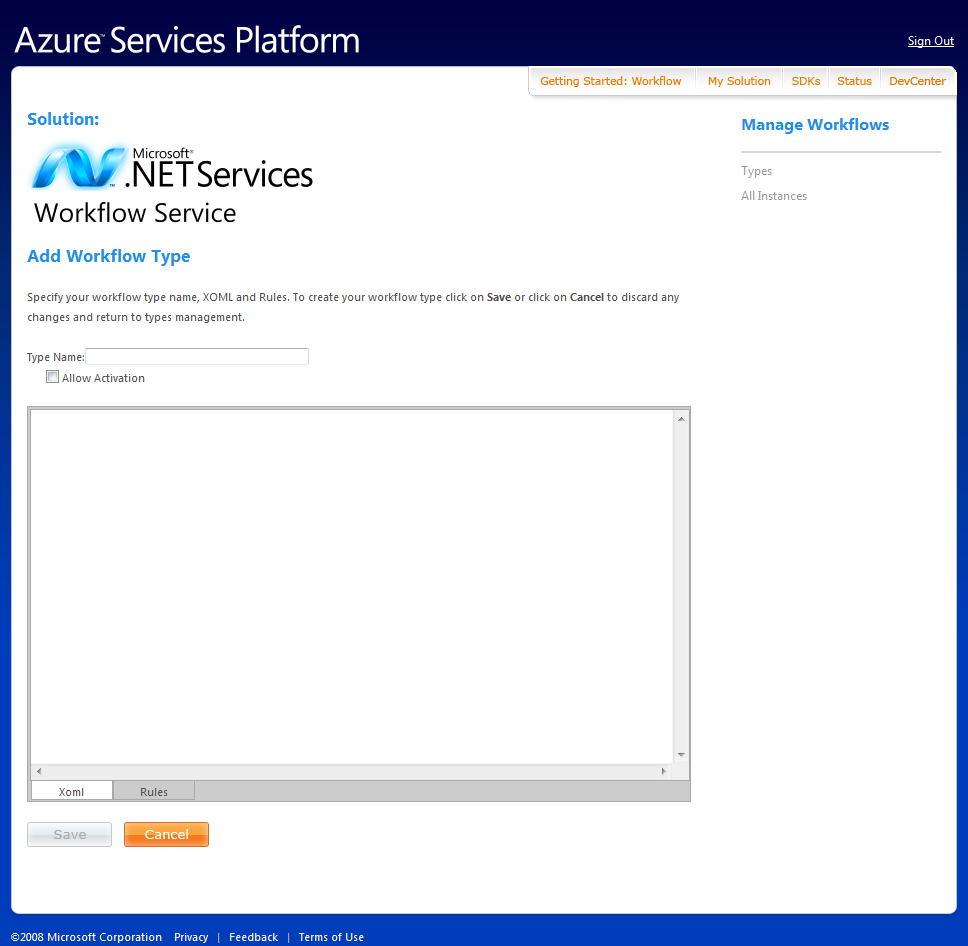 Azure™ Services Platform
Sign Out
Getting Started: Workflow
My Solution
SDKs
Status
DevCenter
Solution:
Microsoft®
.NET Services
™
Workflow Service
Manage Workflows
Types
All Instances
Add Workflow Type
Specify your workflow type name, XOML and Rules. To create your workflow type click on Save or click on Cancel to discard any
changes and return to types management.
Type Name:
Allow Activation
Xoml
Rules
Save
Cancel
©2008 Microsoft Corporation Privacy | Feedback | Terms of Use